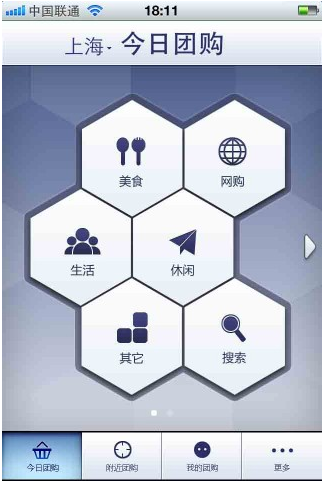 中国联通 18:11
上海 今日团购
美食 网购
生活 休闲
其它 搜索
今日团购 附近团购 我的团购 更多